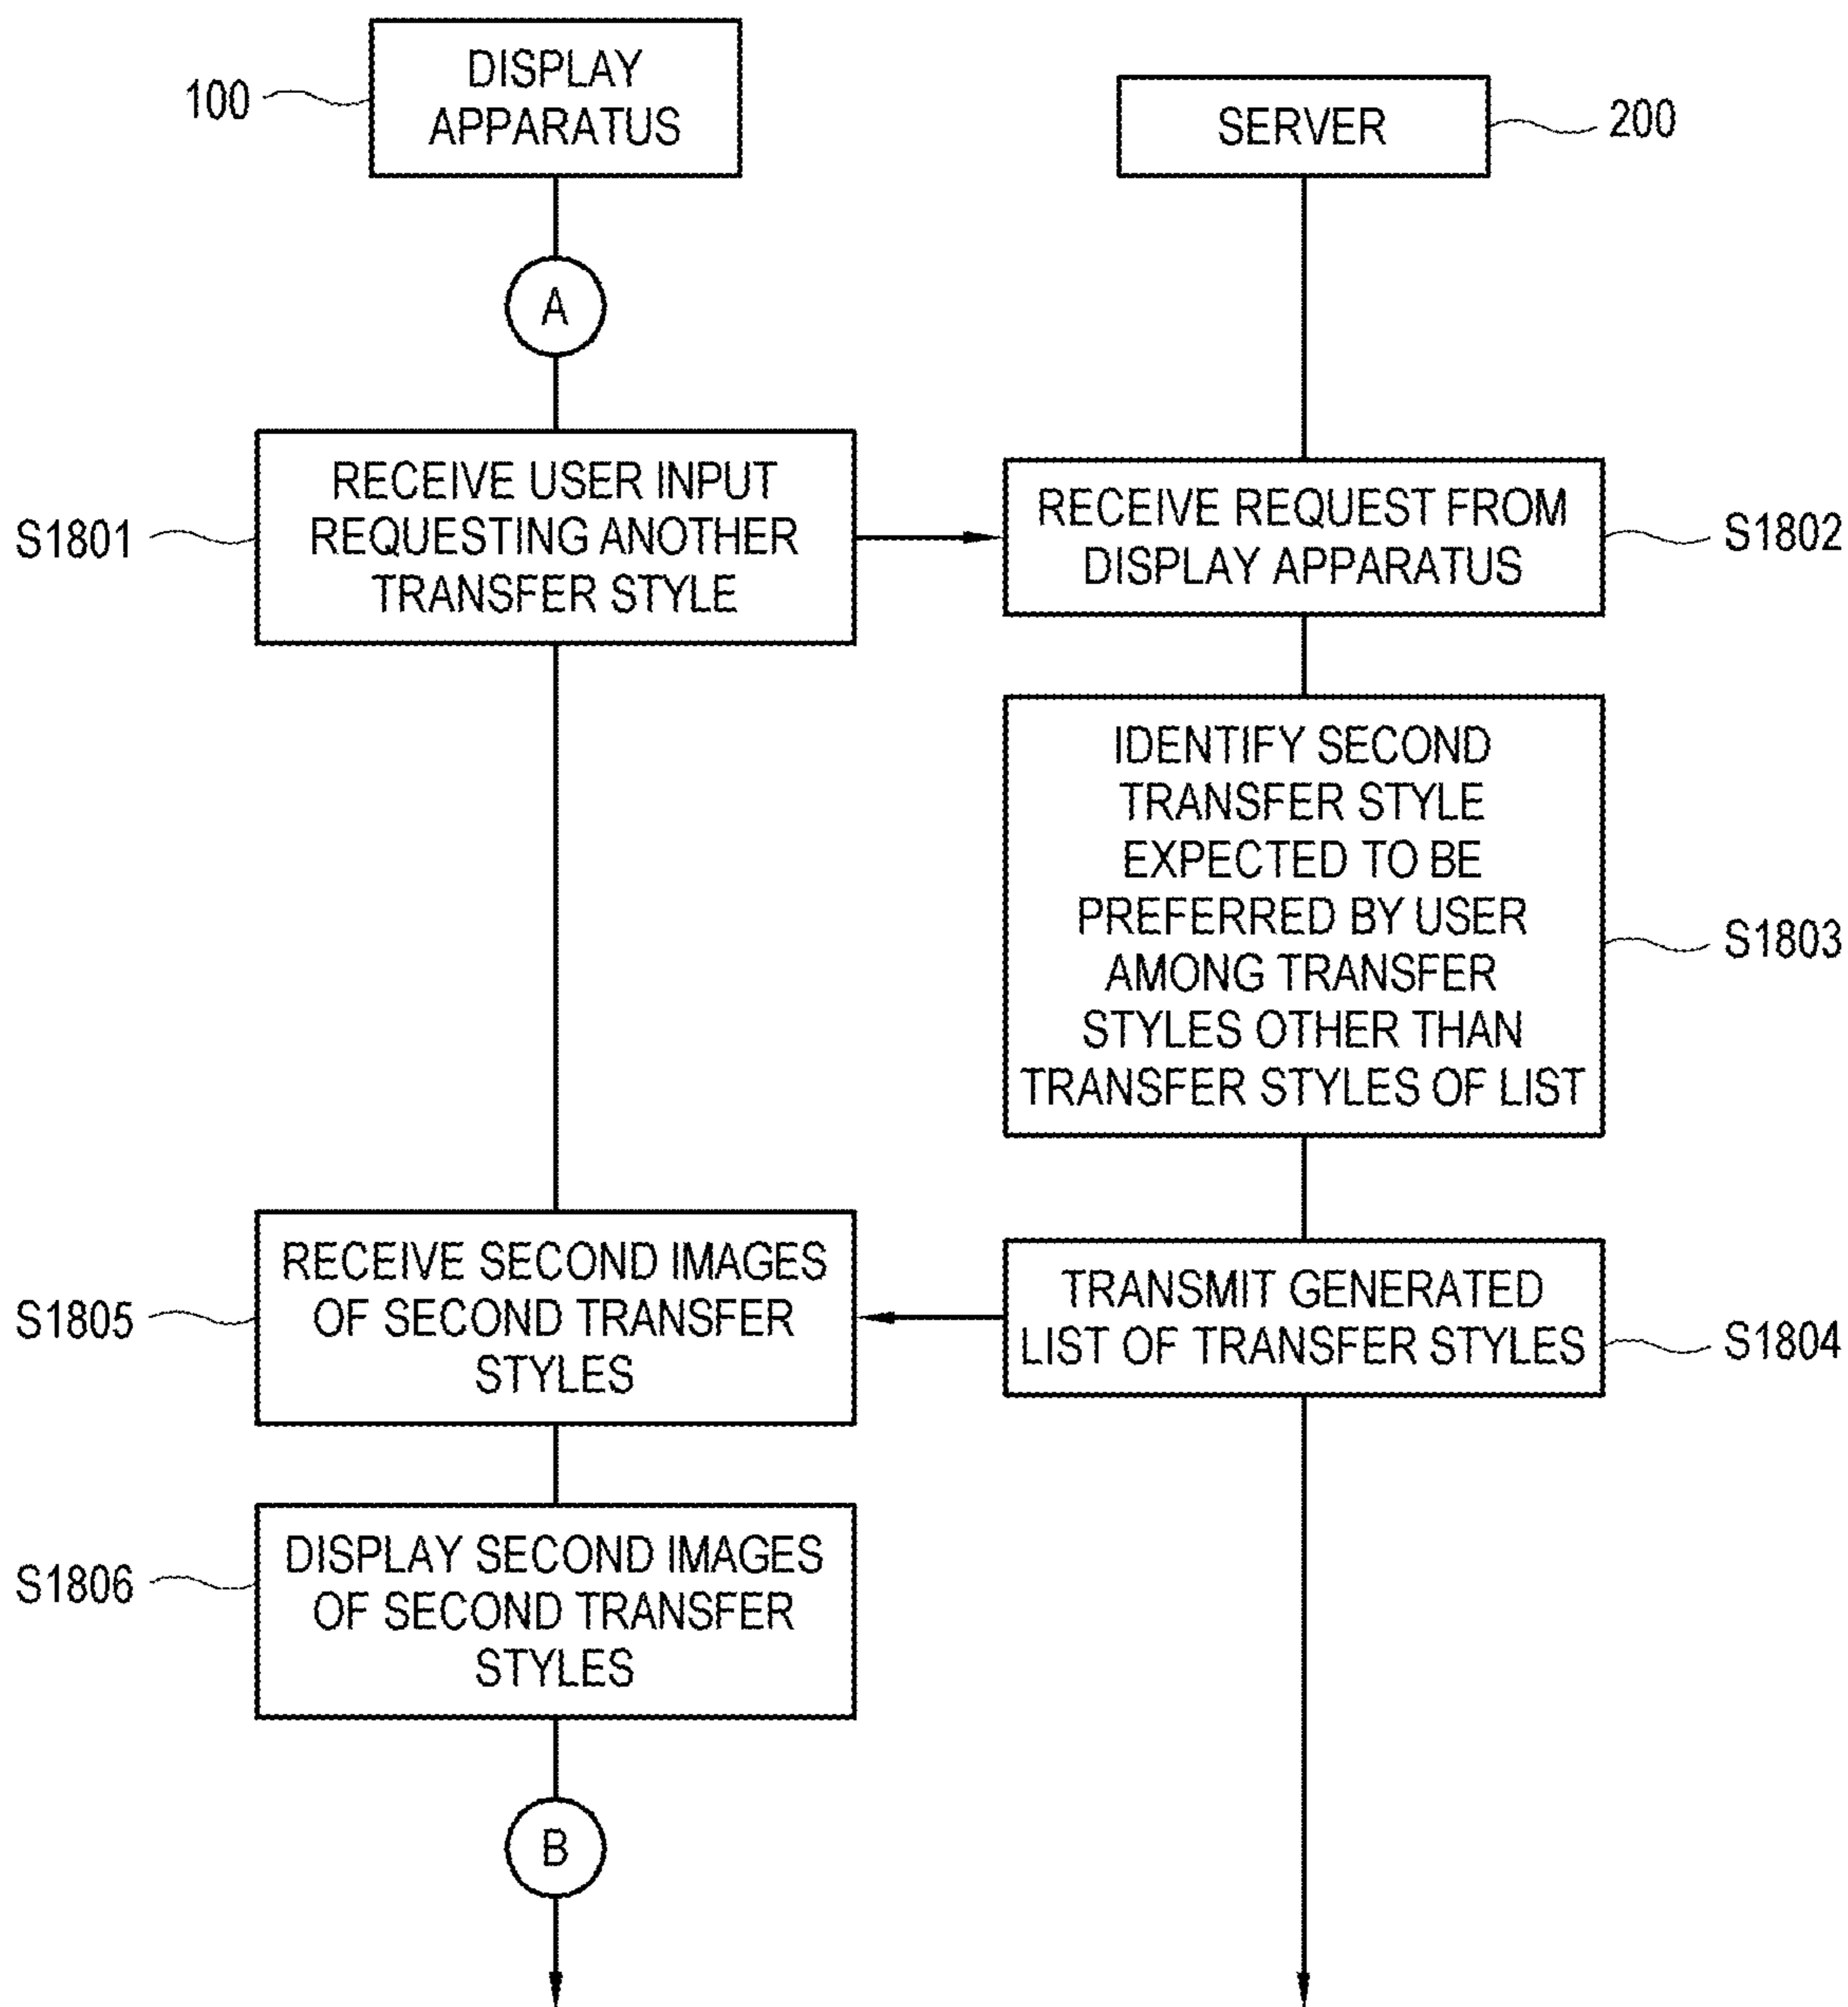 DISPLAY
APPARATUS
100
SERVER
200
A
RECEIVE USER INPUT
REQUESTING ANOTHER
TRANSFER STYLE
S1801
RECEIVE REQUEST FROM
DISPLAY APPARATUS
S1802
IDENTIFY SECOND
TRANSFER STYLE
EXPECTED TO BE
PREFERRED BY USER
AMONG TRANSFER
STYLES OTHER THAN
TRANSFER STYLES OF LIST
S1803
RECEIVE SECOND IMAGES
OF SECOND TRANSFER
STYLES
S1805
TRANSMIT GENERATED
LIST OF TRANSFER STYLES
S1804
DISPLAY SECOND IMAGES
OF SECOND TRANSFER
STYLES
S1806
B